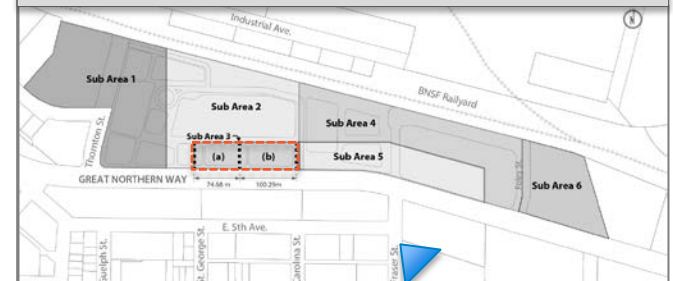 Industrial Ave.
BNSF Railyard
Sub Area 1
Sub Area 2
Sub Area 4
Sub Area 3
(a)
(b)
Sub Area 5
Sub Area 6
Thornton St.
Foley St.
GREAT NORTHERN WAY
74.68 m
100.29m
E. 5th Ave.
Guelph St.
St. George St.
Carolina St.
Fraser St.